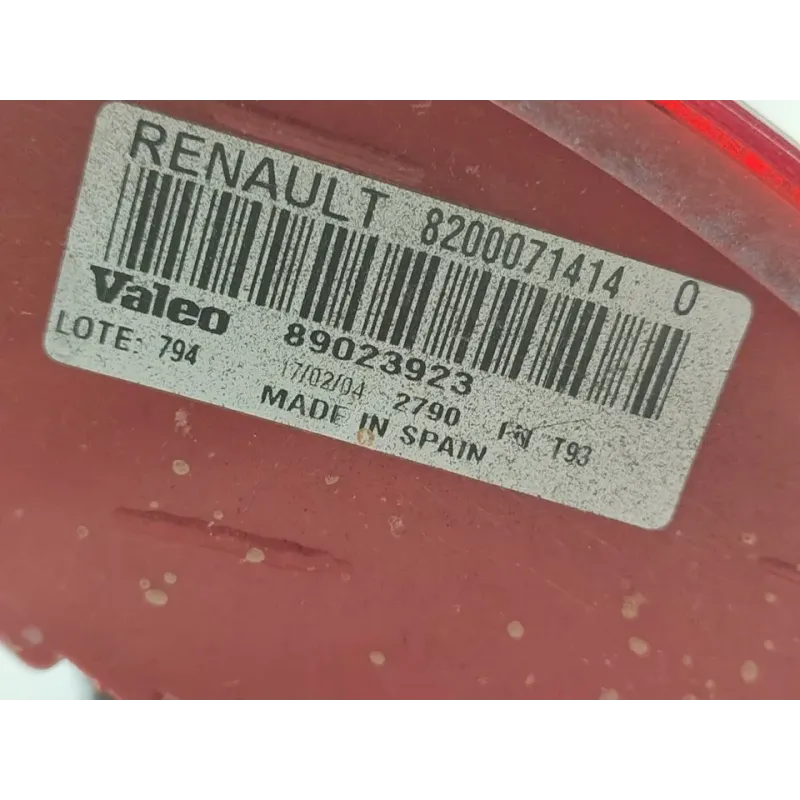 RENAULT 8200071414 0
Valeo 89023923
LOTE: 794 17/02/04 2790 T93
MADE IN SPAIN